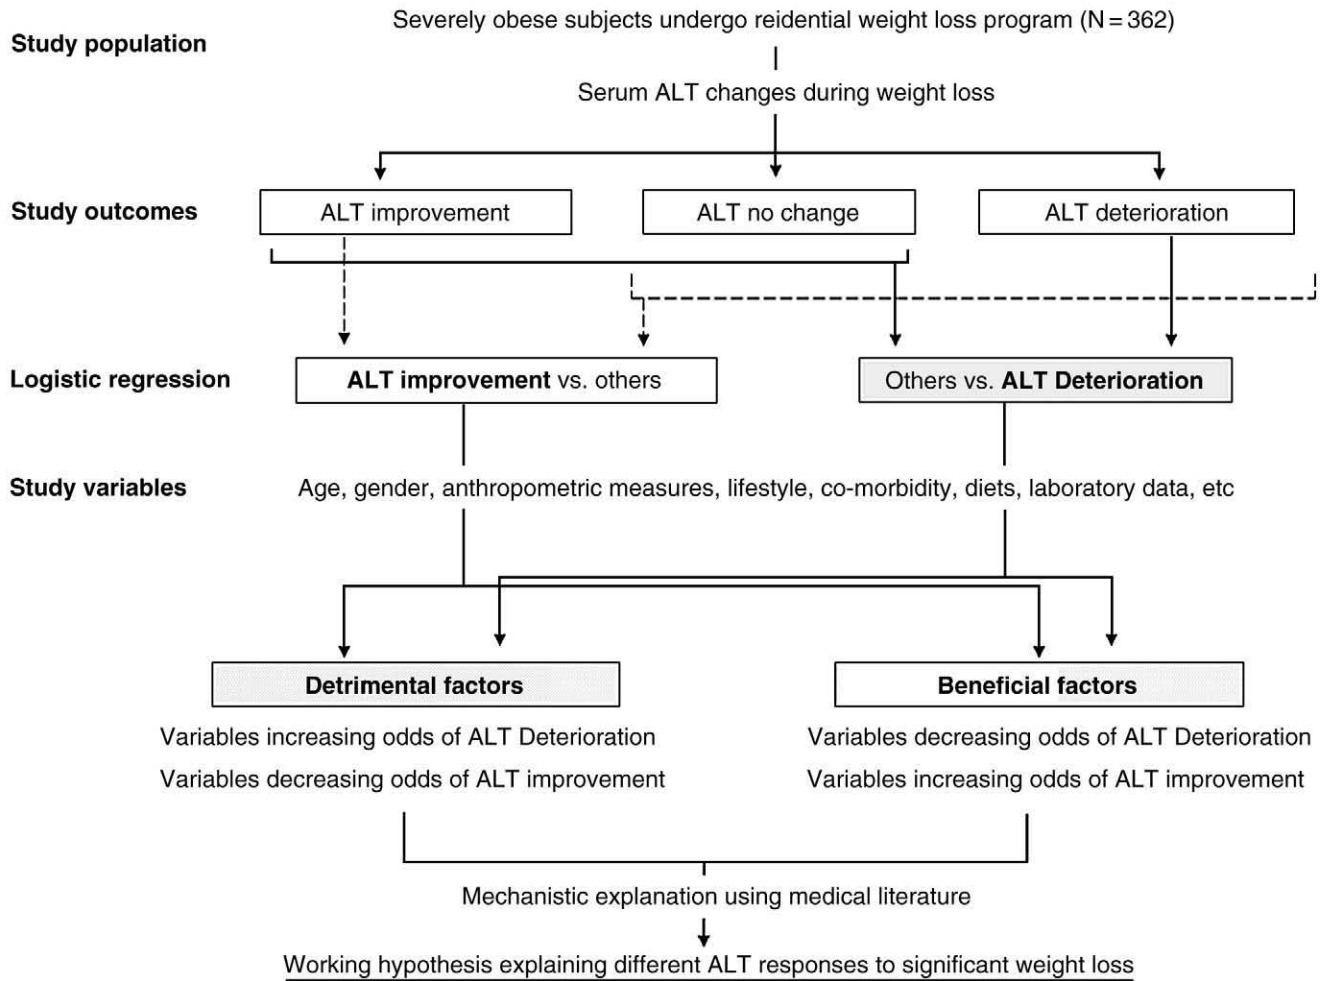 Severely obese subjects undergo reidential weight loss program (N = 362)
Study population
Serum ALT changes during weight loss
Study outcomes
ALT improvement
ALT no change
ALT deterioration
Logistic regression
ALT improvement vs. others
Others vs. ALT Deterioration
Study variables
Age, gender, anthropometric measures, lifestyle, co-morbidity, diets, laboratory data, etc
Detrimental factors
Beneficial factors
Variables increasing odds of ALT Deterioration
Variables decreasing odds of ALT Deterioration
Variables decreasing odds of ALT improvement
Variables increasing odds of ALT improvement
Mechanistic explanation using medical literature
Working hypothesis explaining different ALT responses to significant weight loss